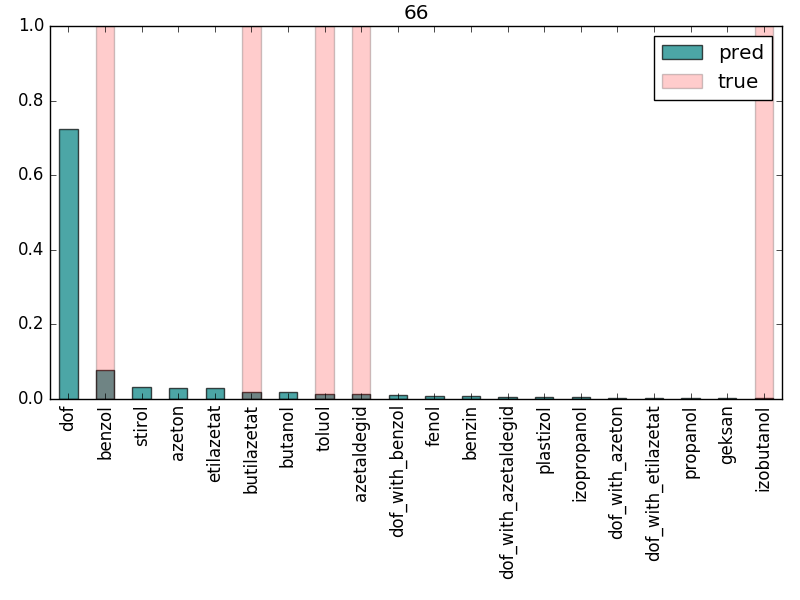 66
1.0
0.8
0.6
0.4
0.2
0.0
pred
true
dof
benzol
stirol
azeton
etilazetat
butilazetat
butanol
toluol
azetaldegid
dof_with_benzol
fenol
benzin
dof_with_azetaldegid
plastizol
izopropanol
dof_with_azeton
dof_with_etilazetat
propanol
geksan
izobutanol